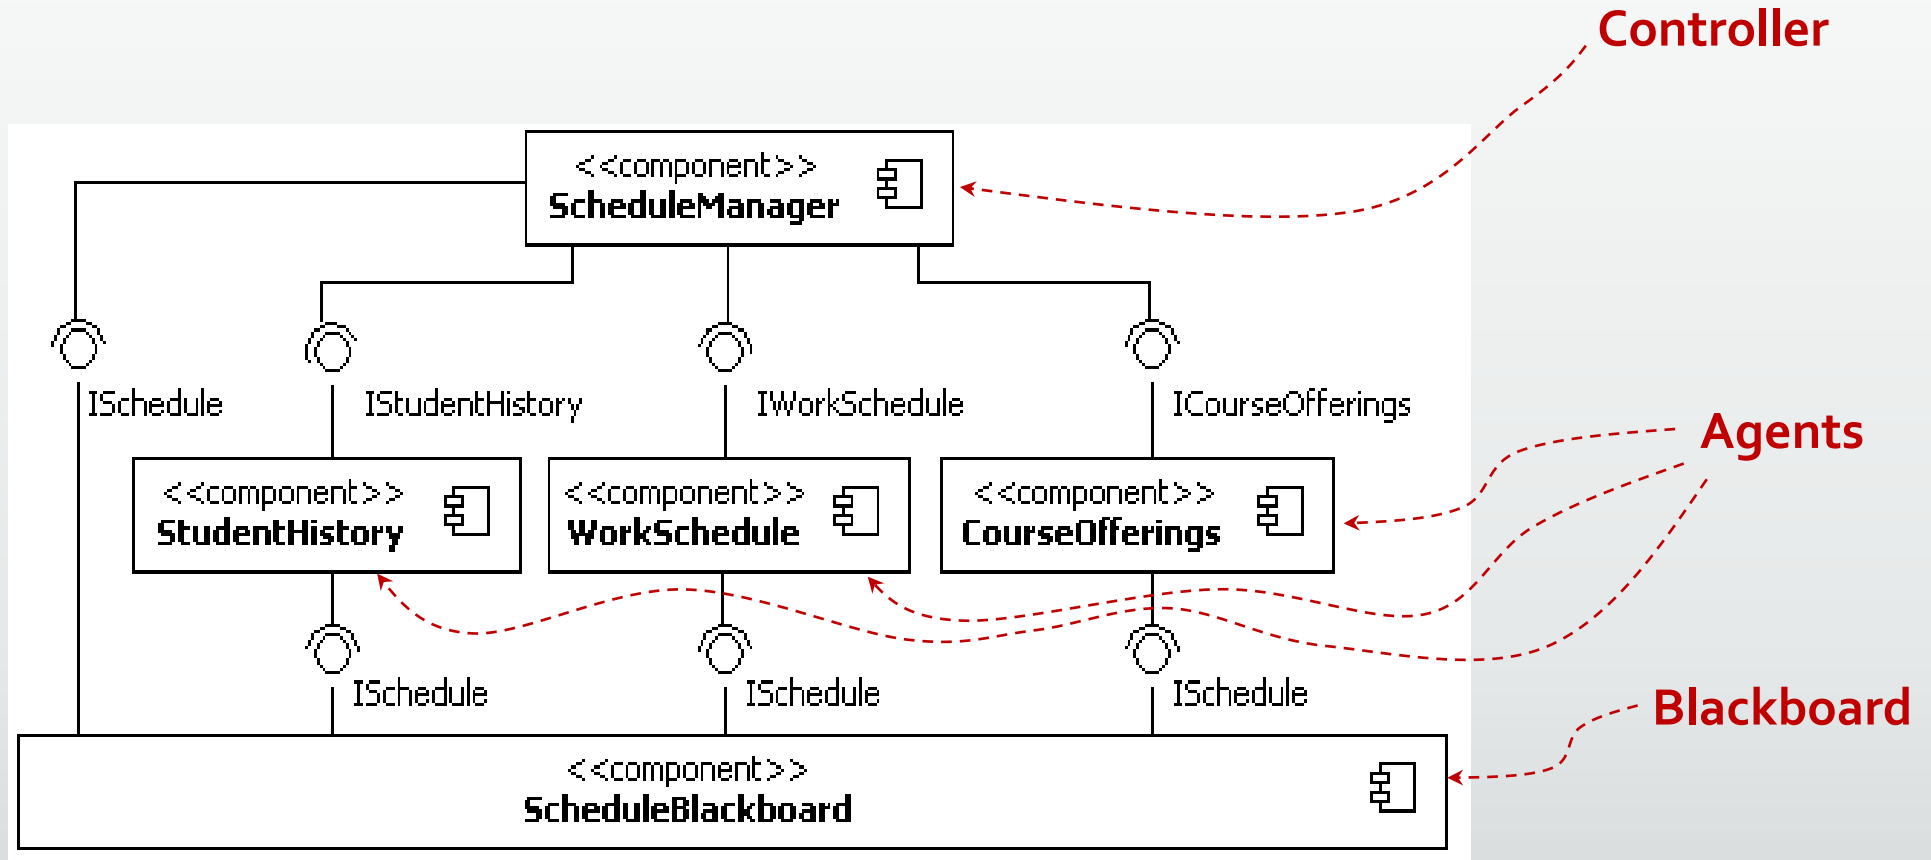 Controller
<<component>>
ScheduleManager
ISchedule
IStudentHistory
IWorkSchedule
ICourseOfferings
Agents
<<component>>
StudentHistory
<<component>>
WorkSchedule
<<component>>
CourseOfferings
ISchedule
ISchedule
ISchedule
Blackboard
<<component>>
ScheduleBlackboard